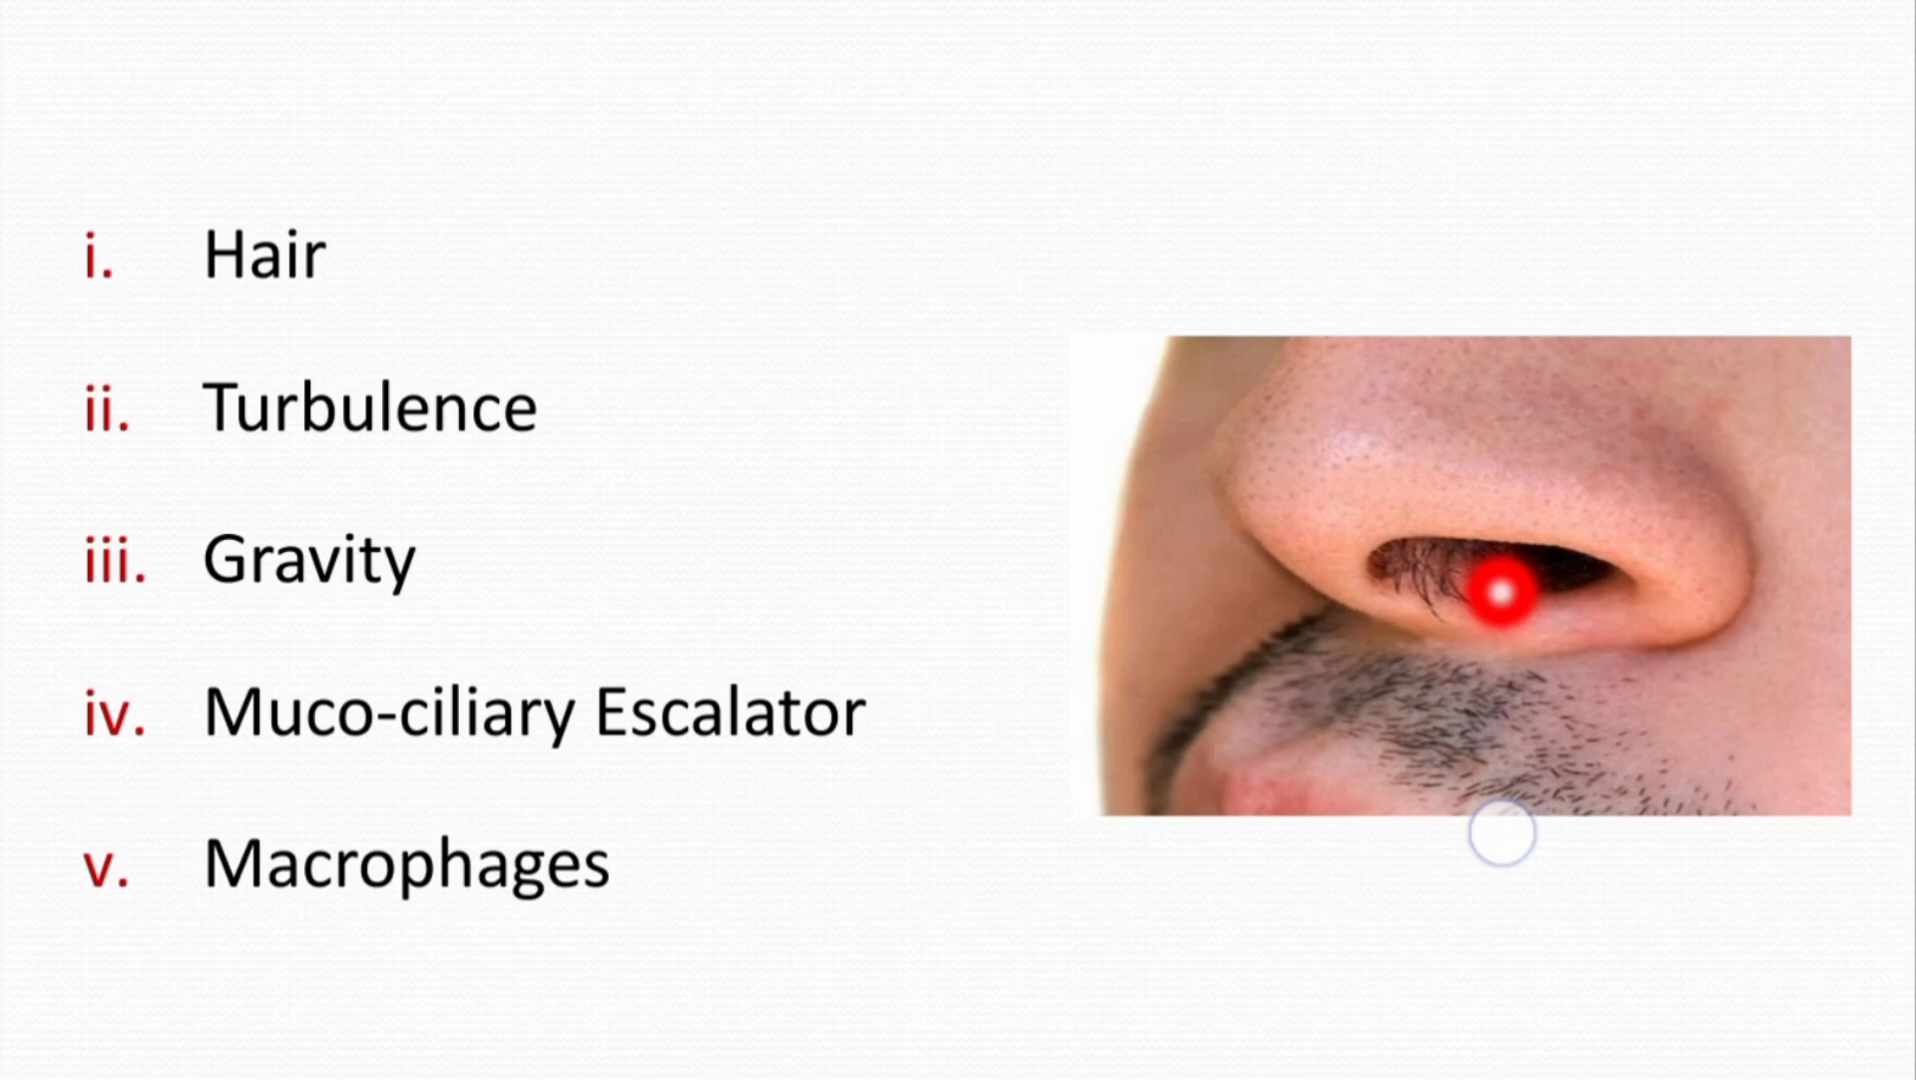 i. Hair
ii. Turbulence
iii. Gravity
iv. Muco-ciliary Escalator
v. Macrophages